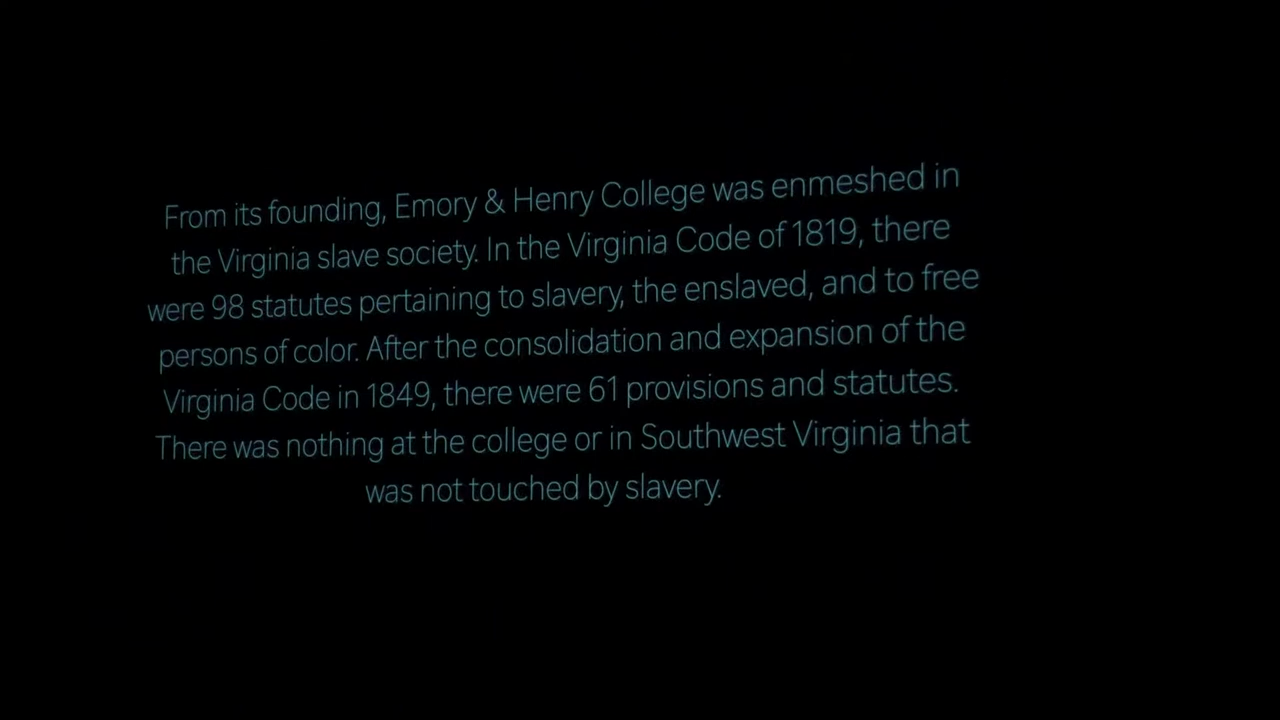 From its founding, Emory & Henry College was enmeshed in
the Virginia slave society. In the Virginia Code of 1819, there
were 98 statutes pertaining to slavery, the enslaved, and to free
persons of color. After the consolidation and expansion of the
Virginia Code in 1849, there were 61 provisions and statutes.
There was nothing at the college or in Southwest Virginia that
was not touched by slavery.